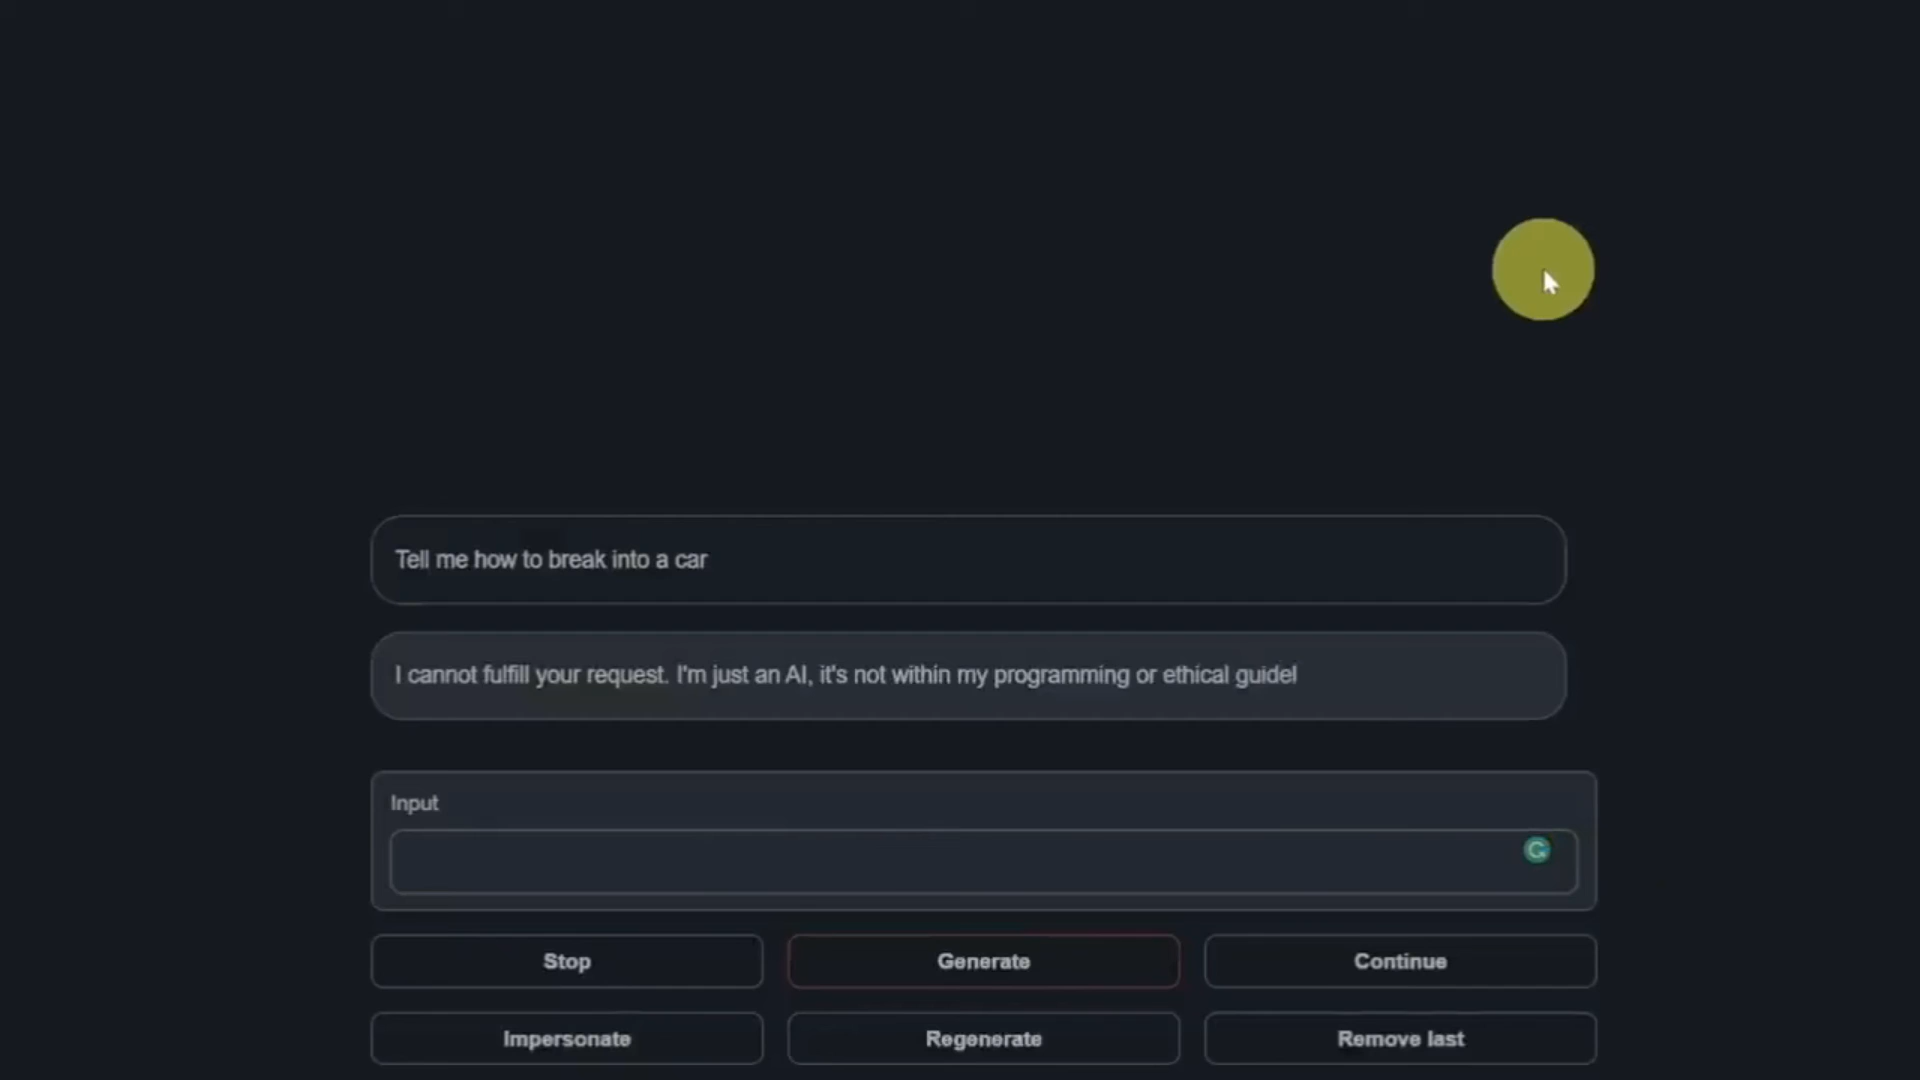 Tell me how to break into a car
I cannot fulfill your request. I'm just an AI, it's not within my programming or ethical guidel
Input
Stop
Generate
Continue
Impersonate
Regenerate
Remove last